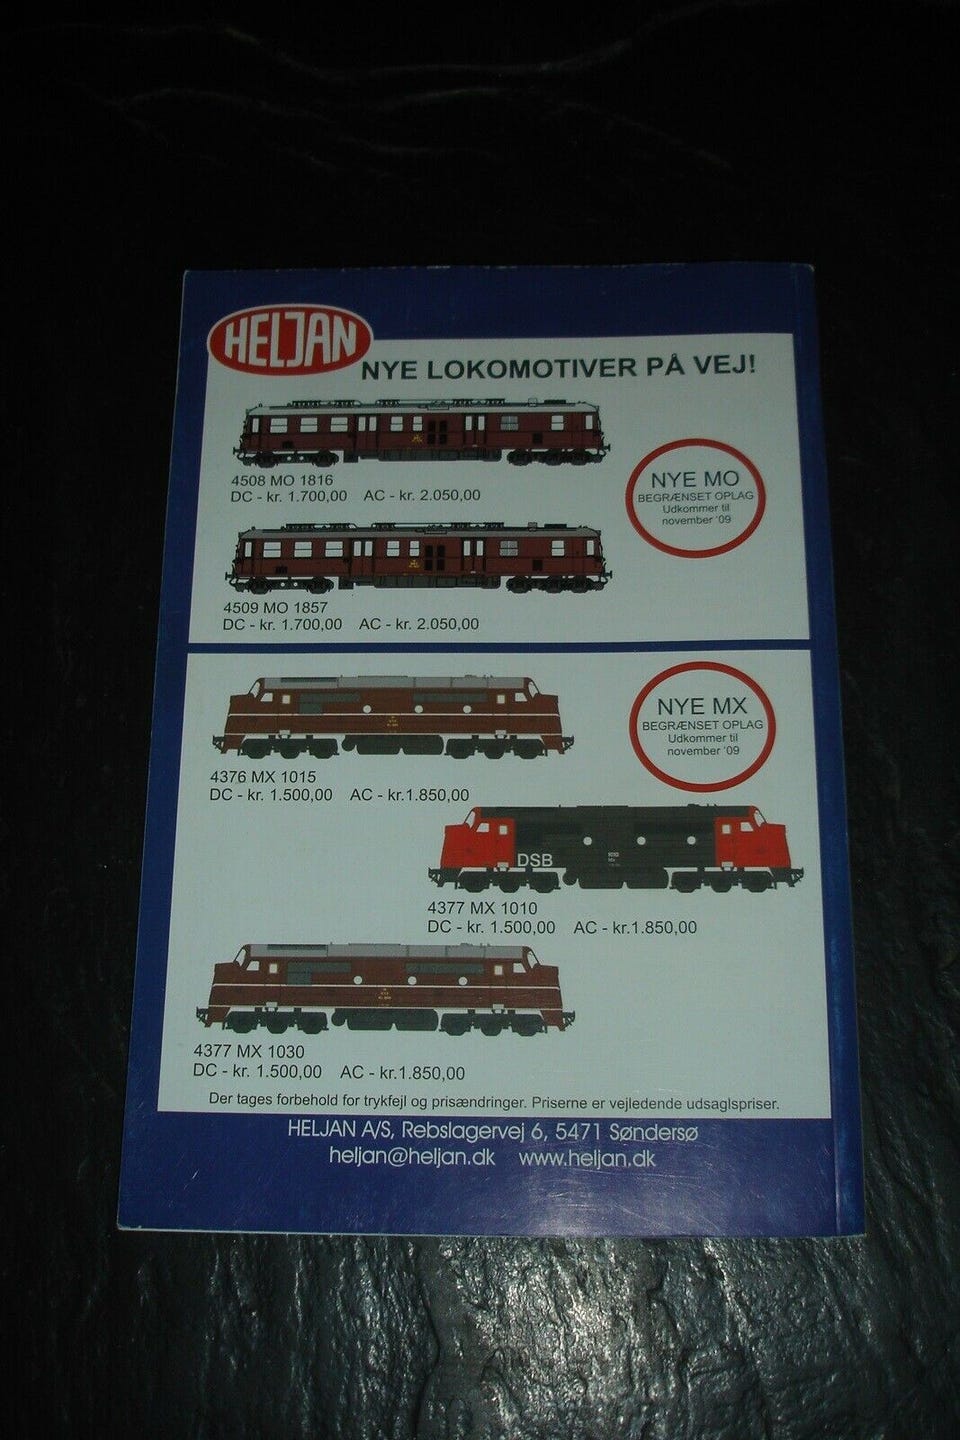 HELJAN
NYE LOKOMOTIVER PÅ VEJ!
4508 MO 1816
DC - kr. 1.700,00 AC - kr. 2.050,00
NYE MO
BEGRÆNSET OPLAG
Udkommer til
november '09
4509 MO 1857
DC - kr. 1.700,00 AC - kr. 2.050,00
NYE MX
BEGRÆNSET OPLAG
Udkommer til
november '09
4376 MX 1015
DC - kr. 1.500,00 AC - kr.1.850,00
DSB
4377 MX 1010
DC - kr. 1.500,00 AC - kr.1.850,00
4377 MX 1030
DC - kr. 1.500,00 AC - kr.1.850,00
Der tages forbehold for trykfejl og prisændringer. Priserne er vejledende udsaglspriser.
HELJAN A/S, Rebslagervej 6, 5471 Søndersø
heljan@heljan.dk www.heljan.dk